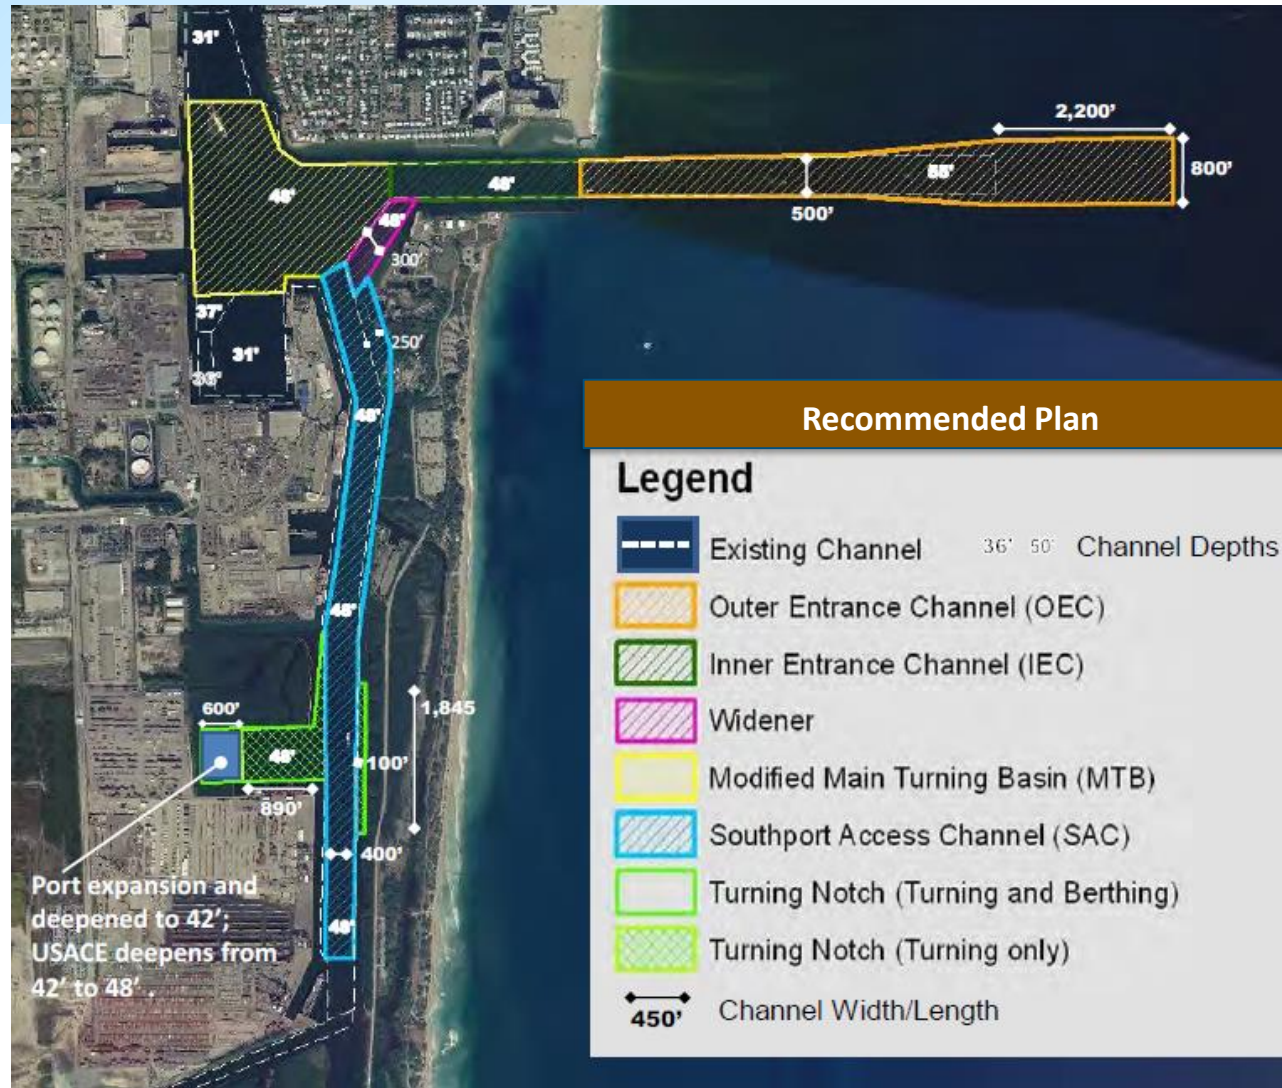 31'
2,200'
800'
48'
48'
55'
500'
48'
300'
37'
31'
36'
250'
48'
Recommended Plan
Legend
Existing Channel 36' 50' Channel Depths
Outer Entrance Channel (OEC)
Inner Entrance Channel (IEC)
Widener
Modified Main Turning Basin (MTB)
Southport Access Channel (SAC)
Turning Notch (Turning and Berthing)
Turning Notch (Turning only)
450' Channel Width/Length
48'
600'
1,845
48'
100'
890'
400'
Port expansion and
deepened to 42';
USACE deepens from
42' to 48' .
48'